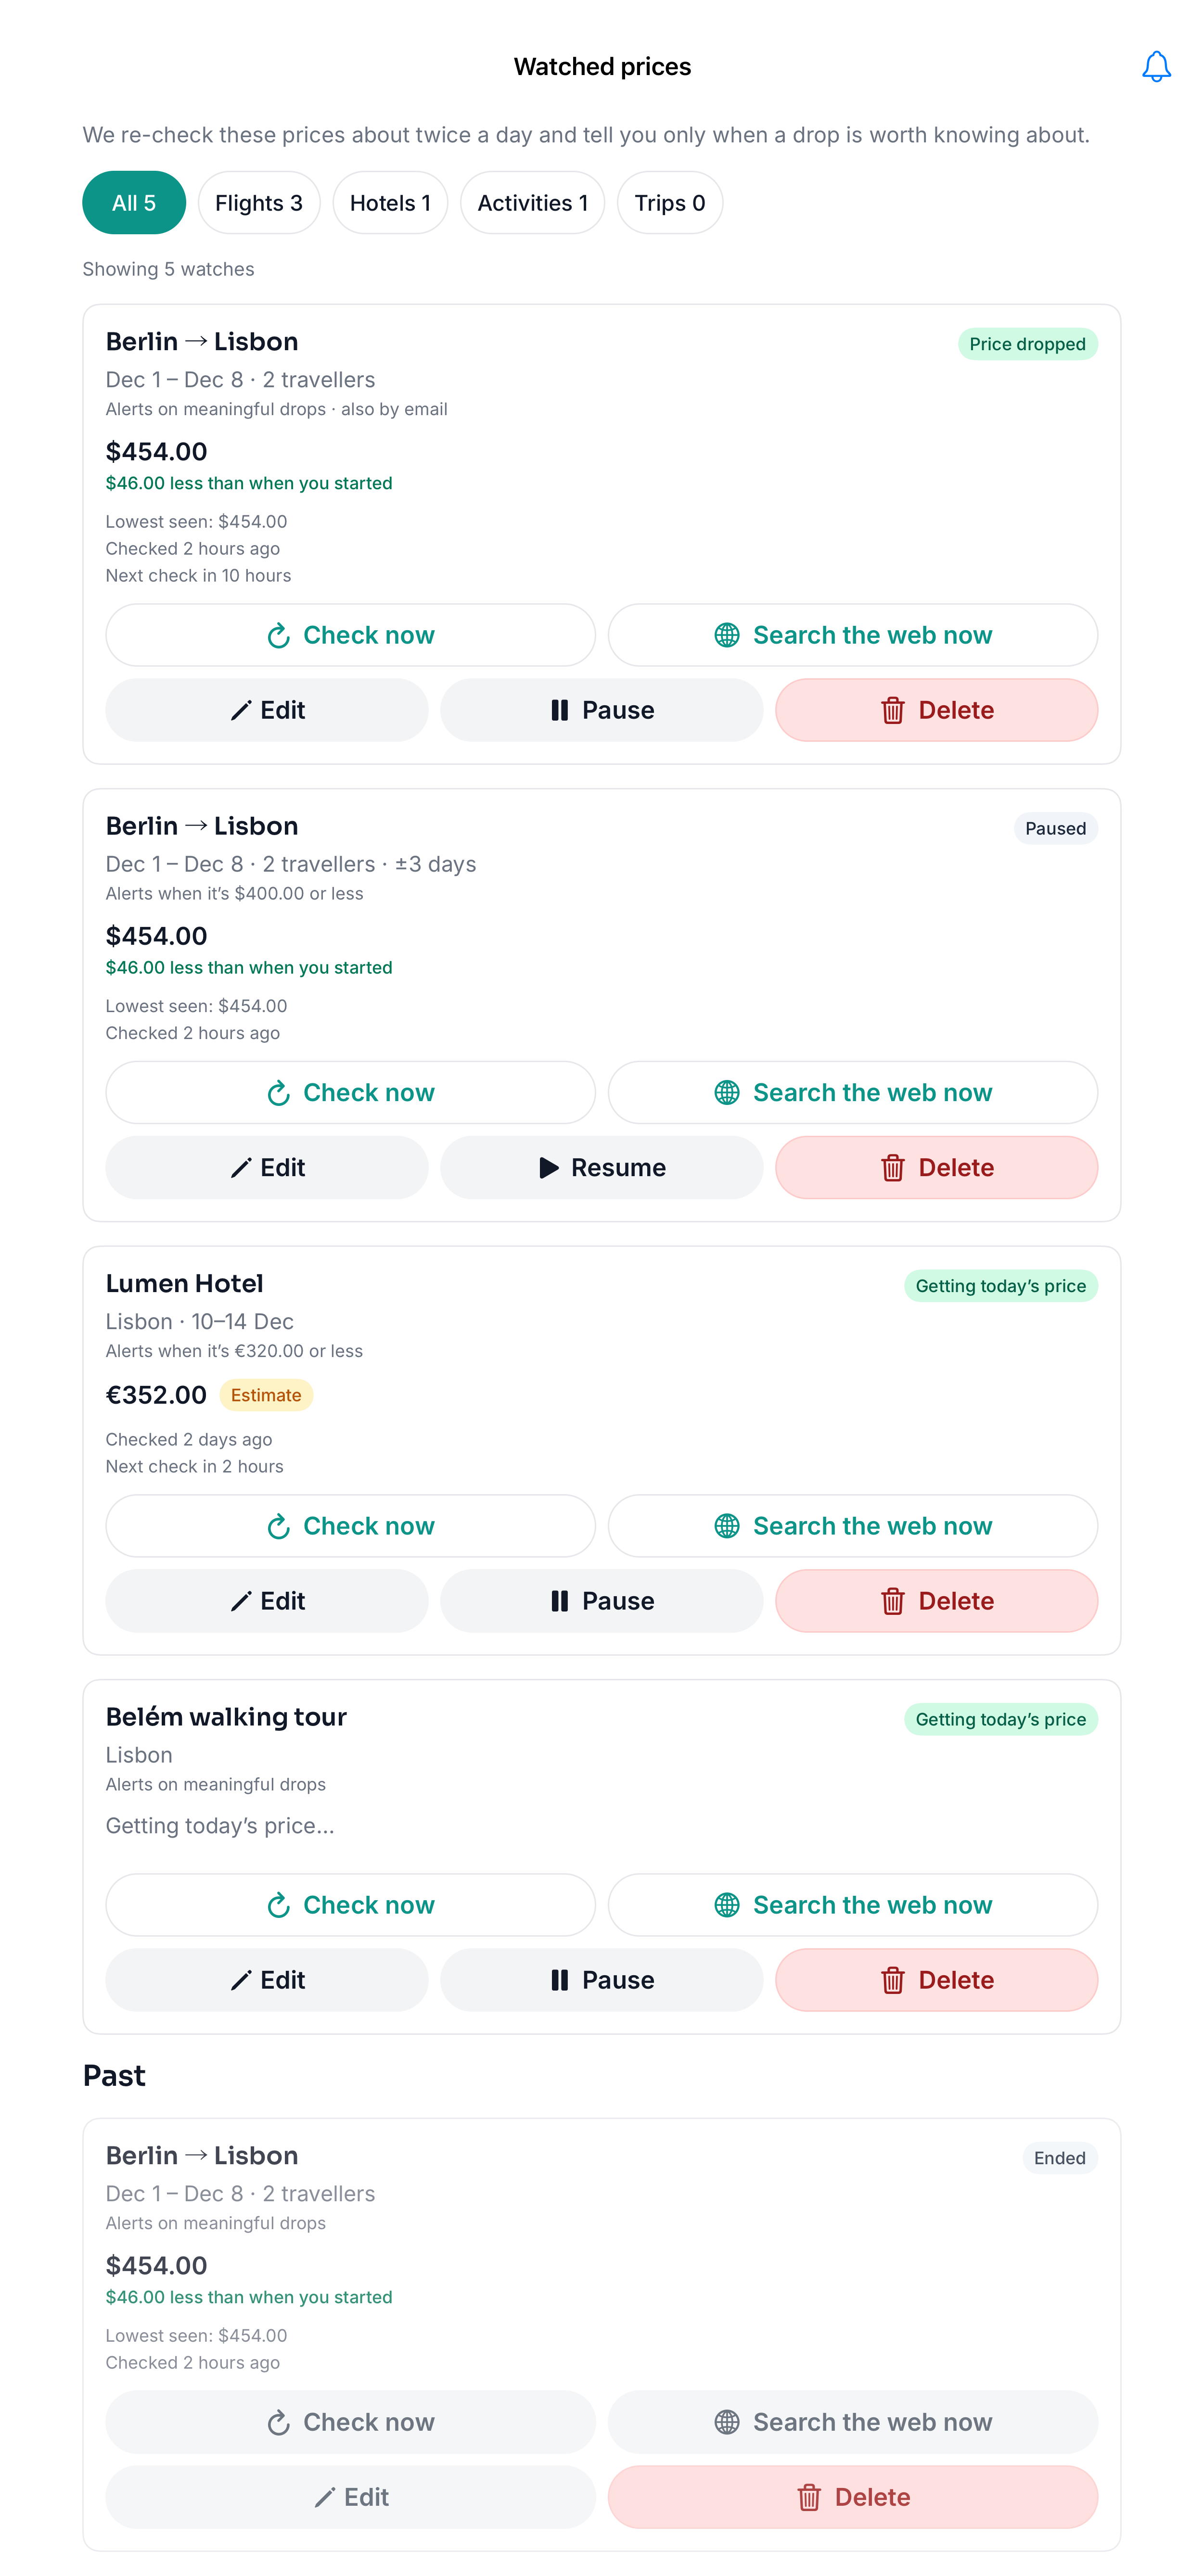 Watched prices
We re-check these prices about twice a day and tell you only when a drop is worth knowing about.
All 5
Flights 3
Hotels 1
Activities 1
Trips 0
Showing 5 watches
Berlin → Lisbon
Price dropped
Dec 1 – Dec 8 · 2 travellers
Alerts on meaningful drops · also by email
$454.00
$46.00 less than when you started
Lowest seen: $454.00
Checked 2 hours ago
Next check in 10 hours
Check now
Search the web now
Edit
Pause
Delete
Berlin → Lisbon
Paused
Dec 1 – Dec 8 · 2 travellers · ±3 days
Alerts when it’s $400.00 or less
$454.00
$46.00 less than when you started
Lowest seen: $454.00
Checked 2 hours ago
Check now
Search the web now
Edit
Resume
Delete
Lumen Hotel
Getting today’s price
Lisbon · 10–14 Dec
Alerts when it’s €320.00 or less
€352.00
Estimate
Checked 2 days ago
Next check in 2 hours
Check now
Search the web now
Edit
Pause
Delete
Belém walking tour
Getting today’s price
Lisbon
Alerts on meaningful drops
Getting today’s price…
Check now
Search the web now
Edit
Pause
Delete
Past
Berlin → Lisbon
Ended
Dec 1 – Dec 8 · 2 travellers
Alerts on meaningful drops
$454.00
$46.00 less than when you started
Lowest seen: $454.00
Checked 2 hours ago
Check now
Search the web now
Edit
Delete